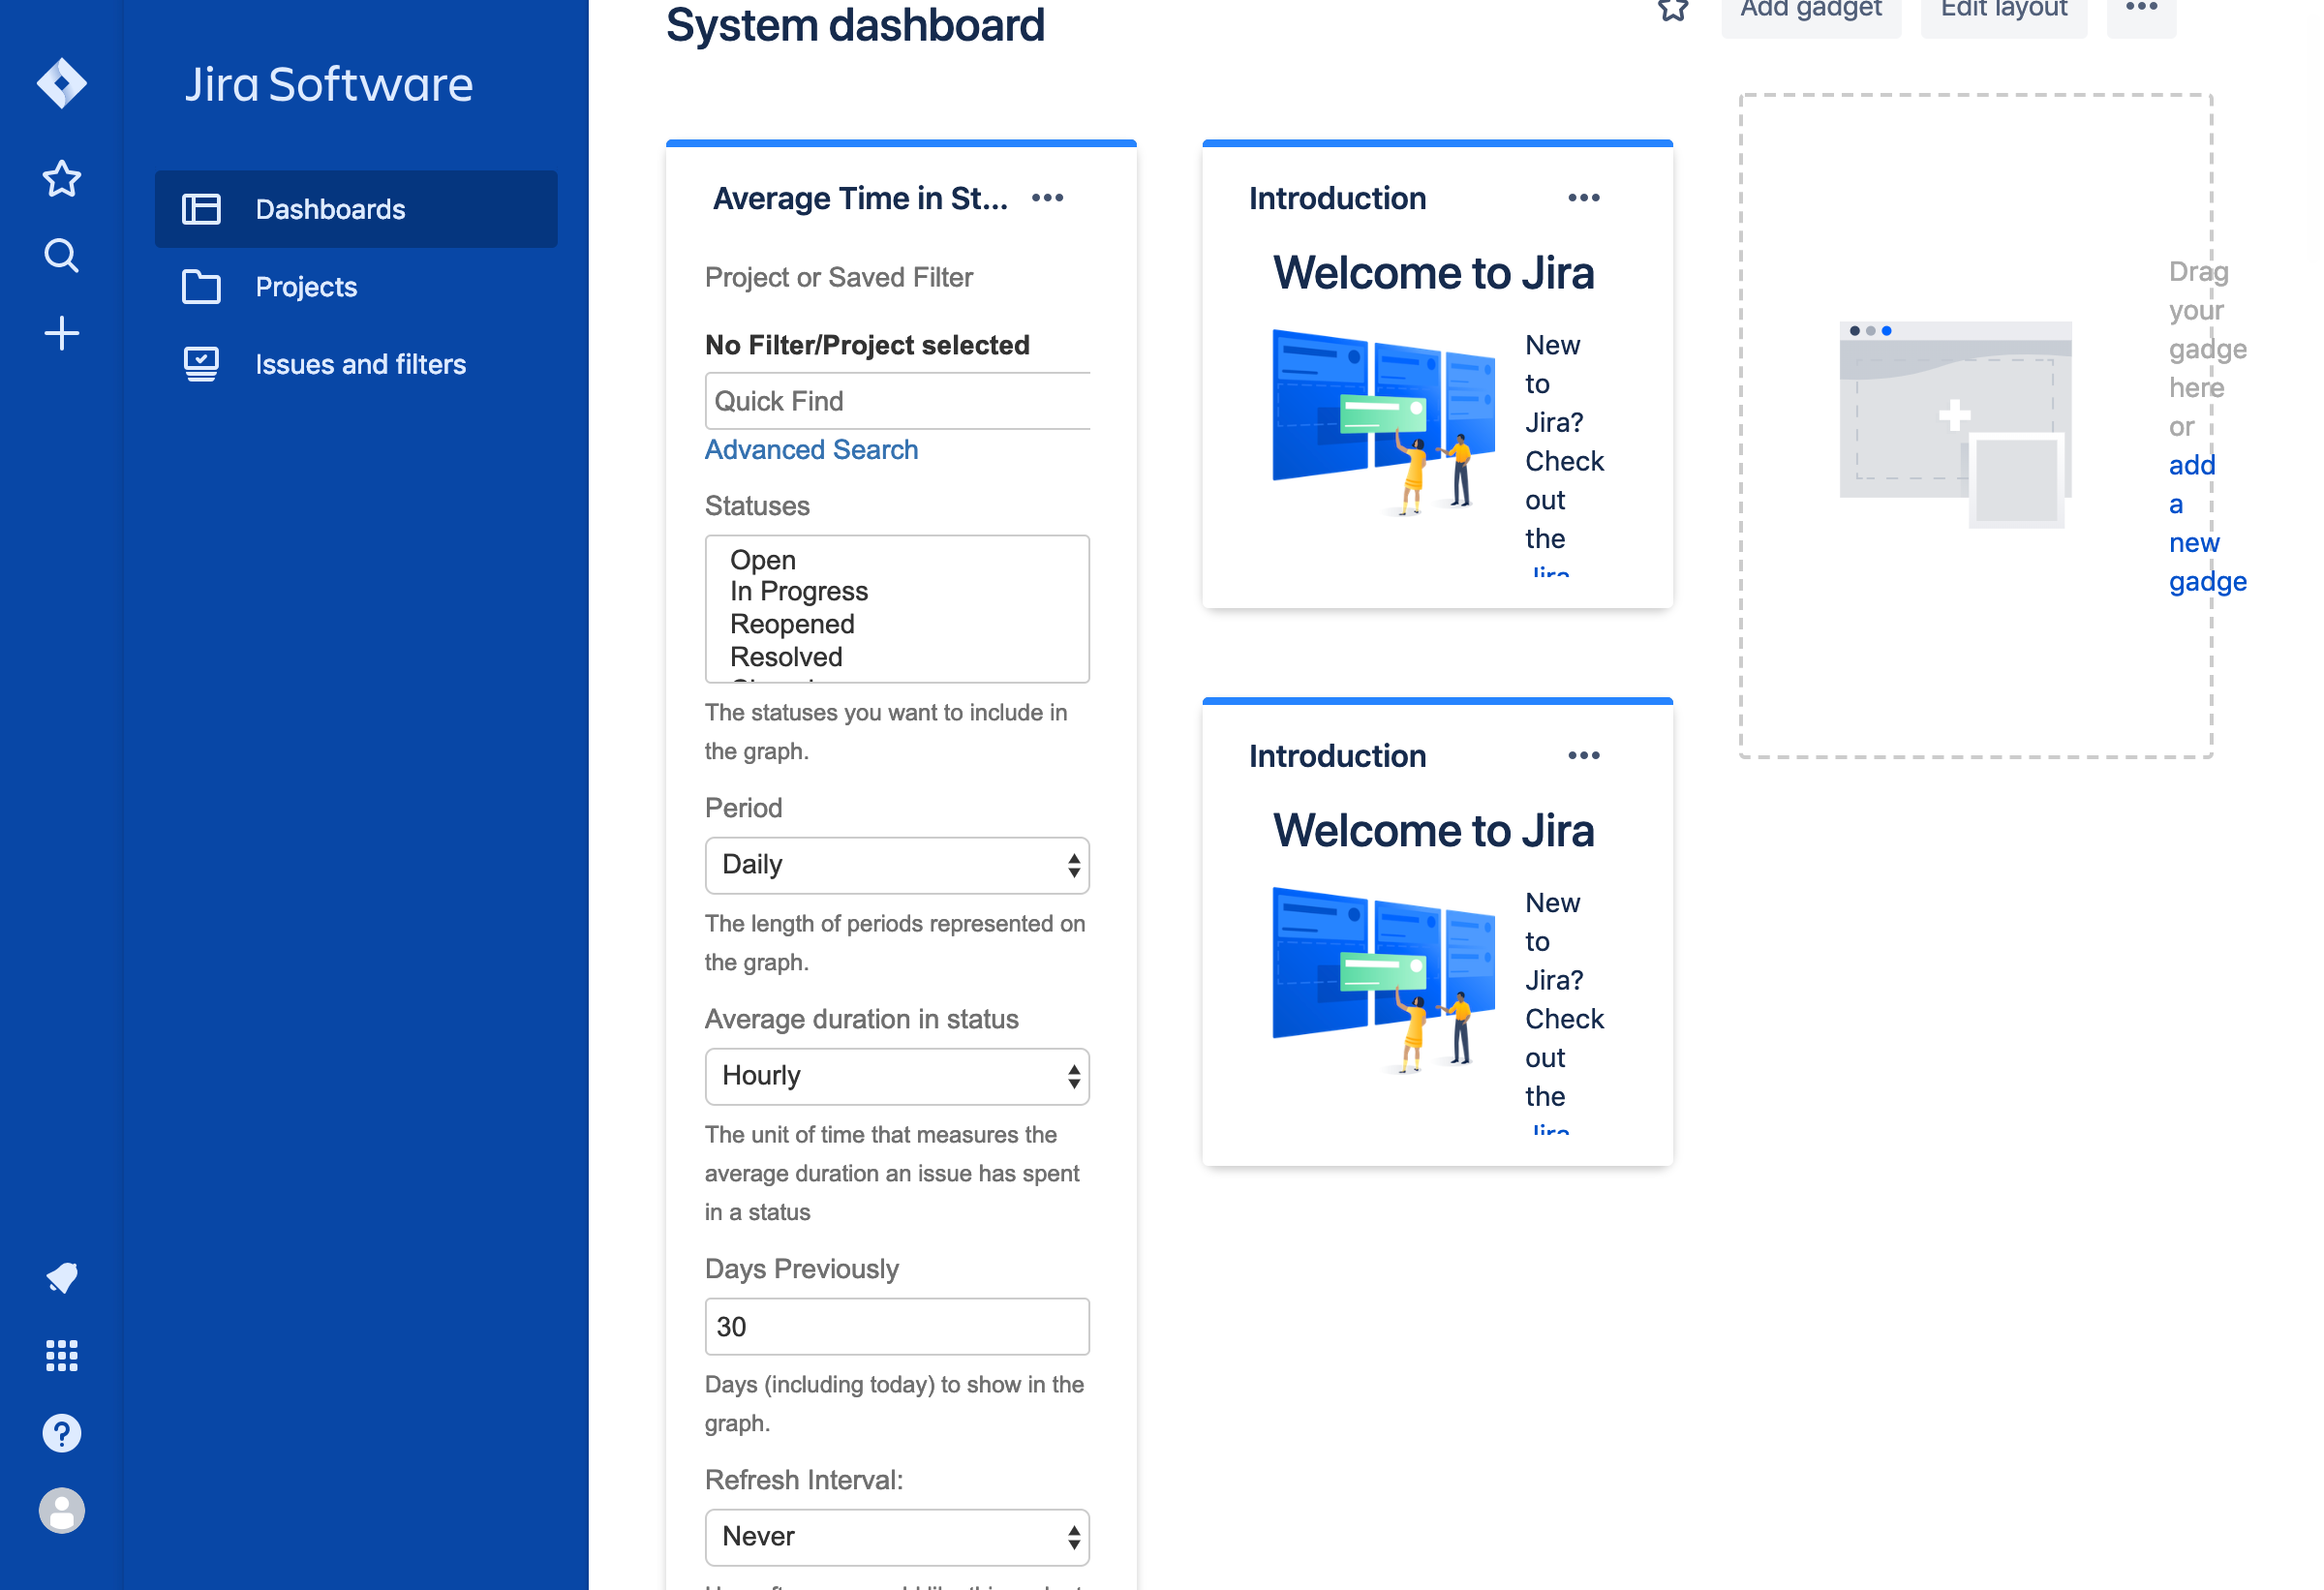 Jira Software
Dashboards
Projects
Issues and filters
System dashboard
Add gadget
Edit layout
Average Time in St...
Project or Saved Filter
No Filter/Project selected
Quick Find
Advanced Search
Statuses
Open
In Progress
Reopened
Resolved
The statuses you want to include in
the graph.
Period
Daily
The length of periods represented on
the graph.
Average duration in status
Hourly
The unit of time that measures the
average duration an issue has spent
in a status
Days Previously
30
Days (including today) to show in the
graph.
Refresh Interval:
Never
Introduction
Welcome to Jira
New
to
Jira?
Check
out
the
Jira
Introduction
Welcome to Jira
New
to
Jira?
Check
out
the
Jira
Drag
your
gadge
here
or
add
a
new
gadge